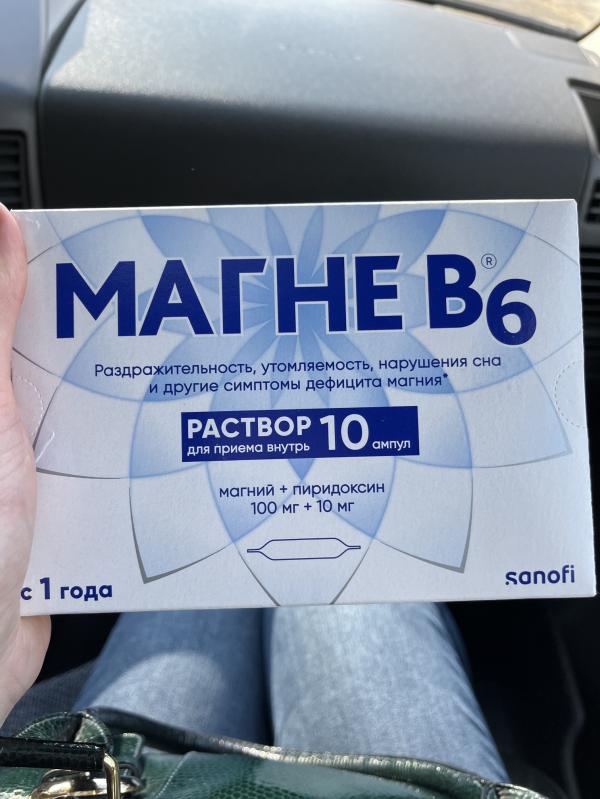 МАГНЕ B6®
Раздражительность, утомляемость, нарушения сна
и другие симптомы дефицита магния*
РАСТВОР
для приема внутрь
10 ампул
магний + пиридоксин
100 мг + 10 мг
с 1 года
sanofi